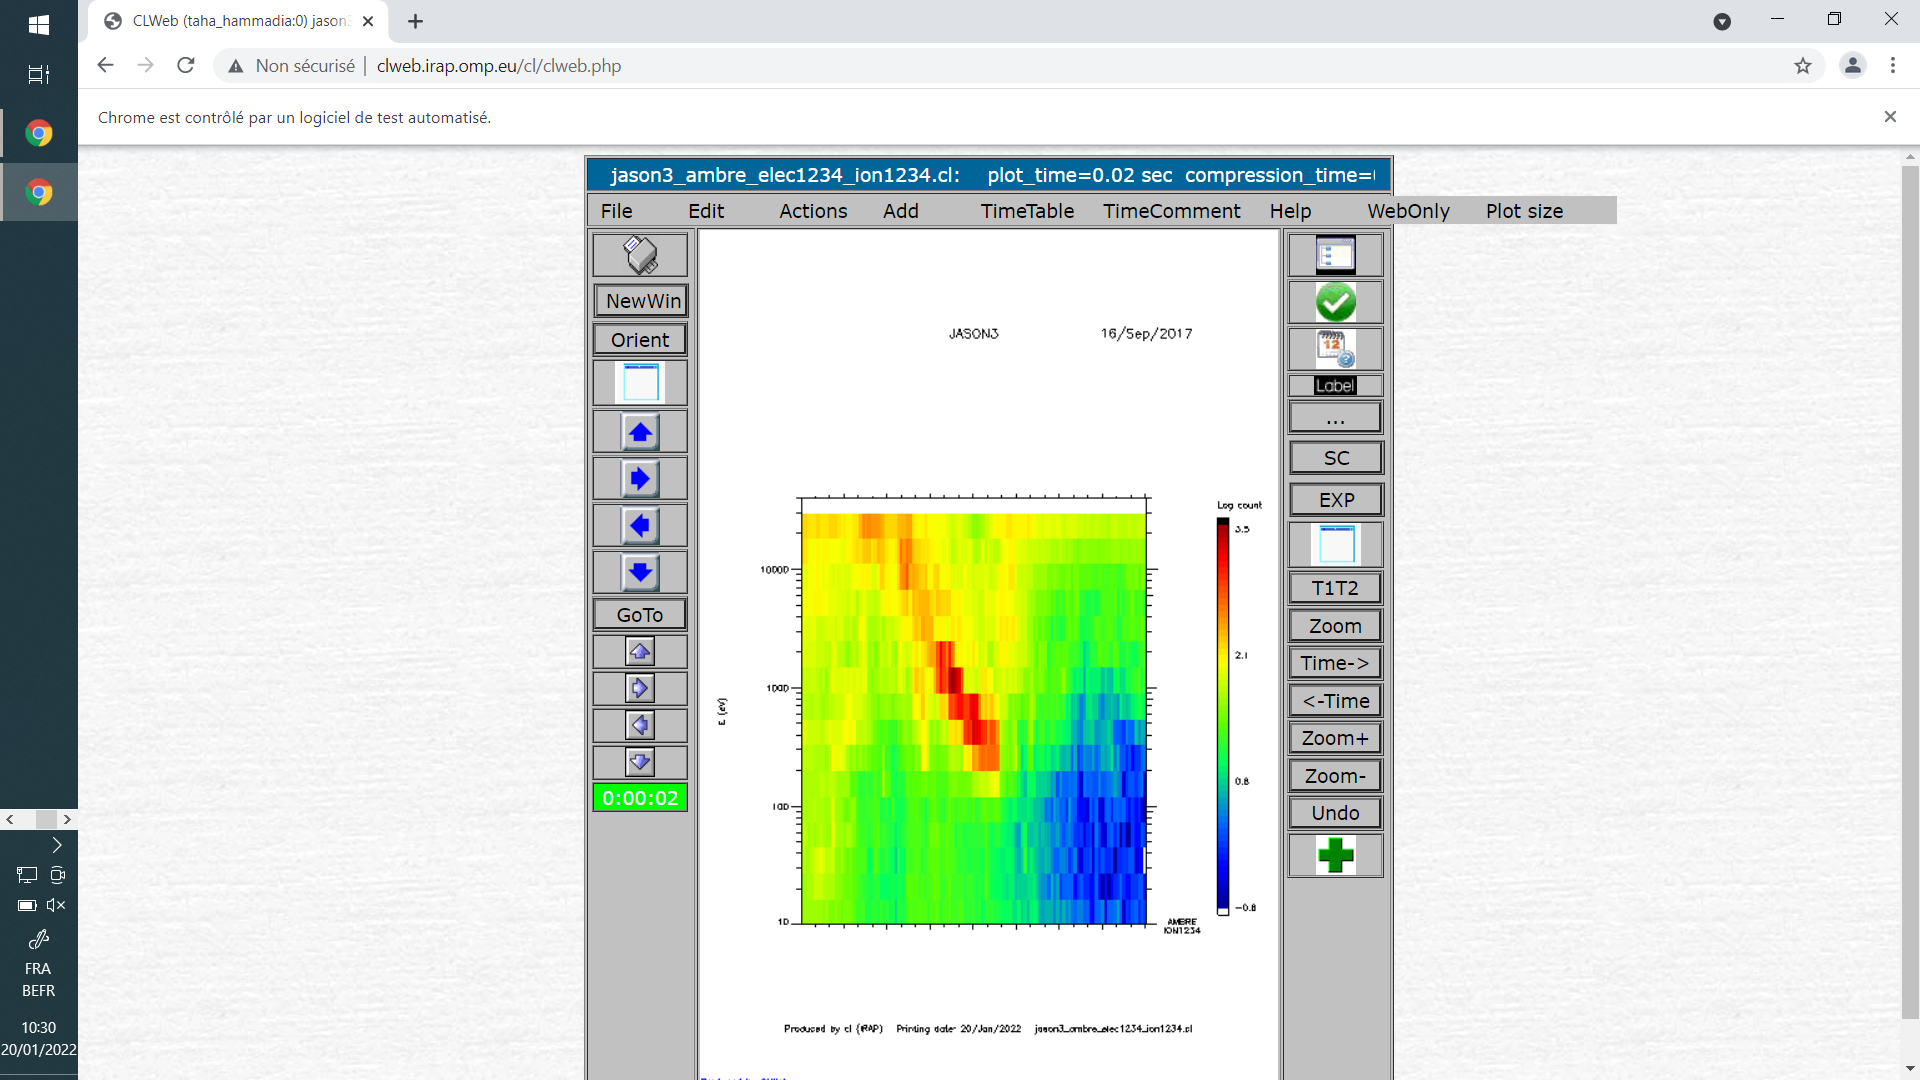 CLWeb (taha_hammadia:0) jason3
Non sécurisé | clweb.irap.omp.eu/cl/clweb.php
Chrome est contrôlé par un logiciel de test automatisé.
jason3_ambre_elec1234_ion1234.cl: plot_time=0.02 sec compression_time=
File Edit Actions Add TimeTable TimeComment Help WebOnly Plot size
NewWin
Orient
GoTo
0:00:02
JASON3 16/Sep/2017
Log count
3.5
2.1
0.8
-0.8
10000
1000
100
10
E (eV)
AMBRE
ION1234
Produced by cl (IRAP) Printing date: 20/Jan/2022 jason3_ambre_elec1234_ion1234.cl
12
Label
...
SC
EXP
T1T2
Zoom
Time->
<-Time
Zoom+
Zoom-
Undo
FRA
BEFR
10:30
20/01/2022